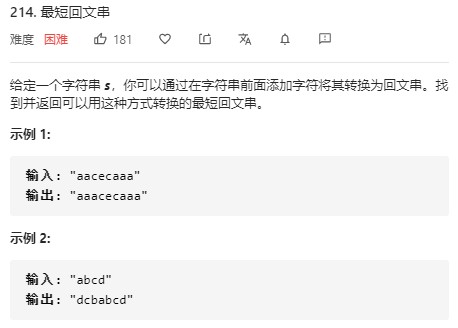 214. 最短回文串
难度 困难 181
给定一个字符串 s，你可以通过在字符串前面添加字符将其转换为回文串。找
到并返回可以用这种方式转换的最短回文串。
示例 1:
输入: "aacecaaa"
输出: "aaacecaaa"
示例 2:
输入: "abcd"
输出: "dcbabcd"